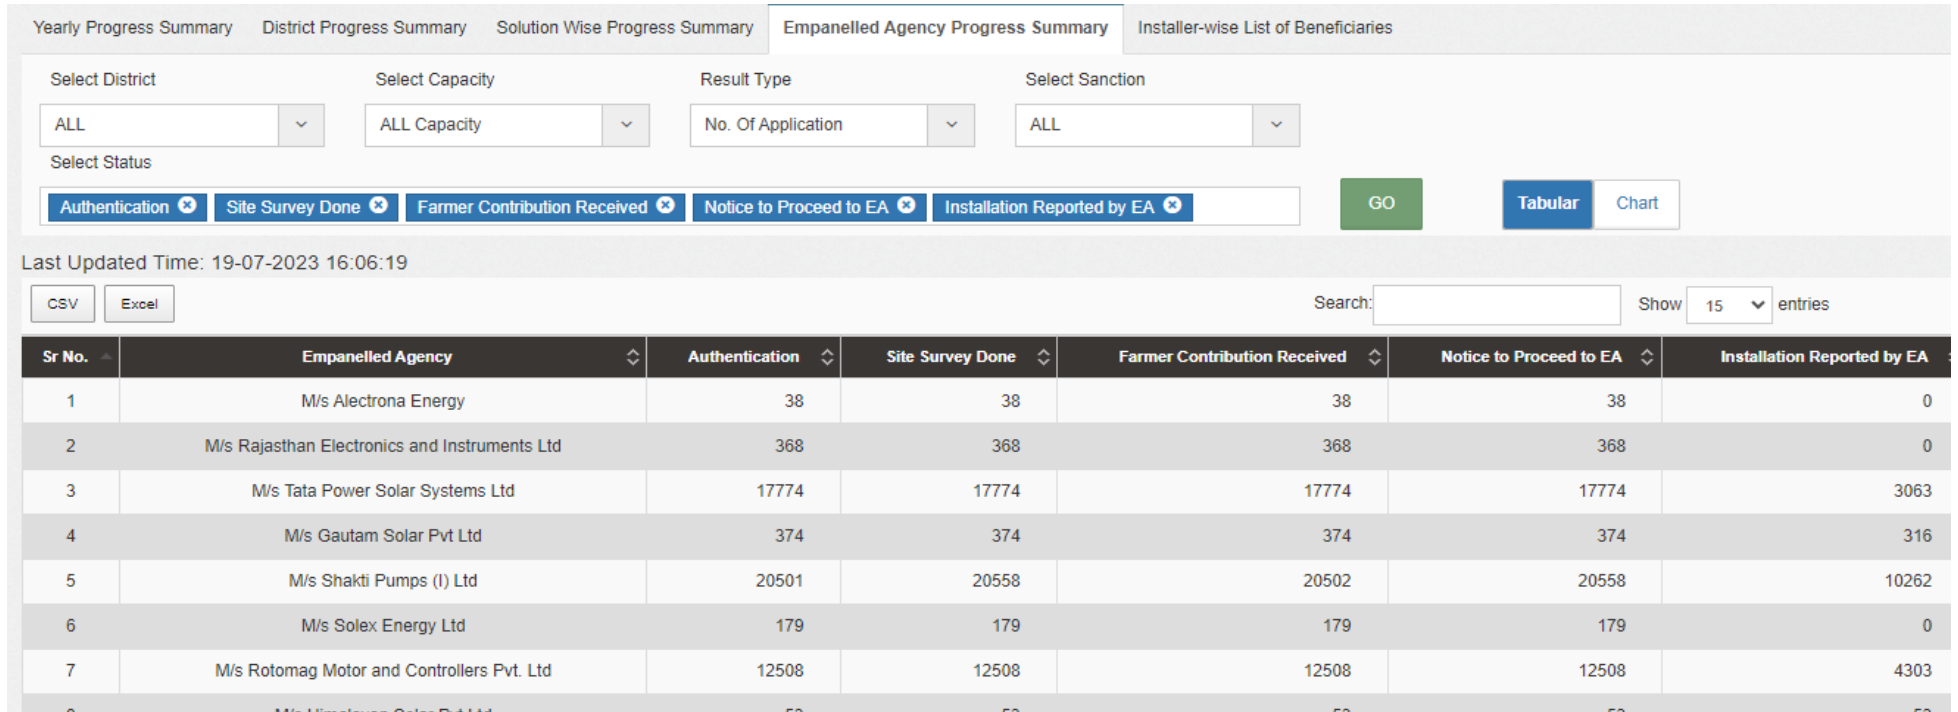 Yearly Progress Summary District Progress Summary Solution Wise Progress Summary Empanelled Agency Progress Summary Installer-wise List of Beneficiaries
Select District Select Capacity Result Type Select Sanction
ALL ALL Capacity No. Of Application ALL
Select Status
Authentication Site Survey Done Farmer Contribution Received Notice to Proceed to EA Installation Reported by EA GO Tabular Chart
Last Updated Time: 19-07-2023 16:06:19
CSV Excel Search: Show 15 entries
Sr No. Empanelled Agency Authentication Site Survey Done Farmer Contribution Received Notice to Proceed to EA Installation Reported by EA
1 M/s Alectrona Energy 38 38 38 38 0
2 M/s Rajasthan Electronics and Instruments Ltd 368 368 368 368 0
3 M/s Tata Power Solar Systems Ltd 17774 17774 17774 17774 3063
4 M/s Gautam Solar Pvt Ltd 374 374 374 374 316
5 M/s Shakti Pumps (I) Ltd 20501 20558 20502 20558 10262
6 M/s Solex Energy Ltd 179 179 179 179 0
7 M/s Rotomag Motor and Controllers Pvt. Ltd 12508 12508 12508 12508 4303